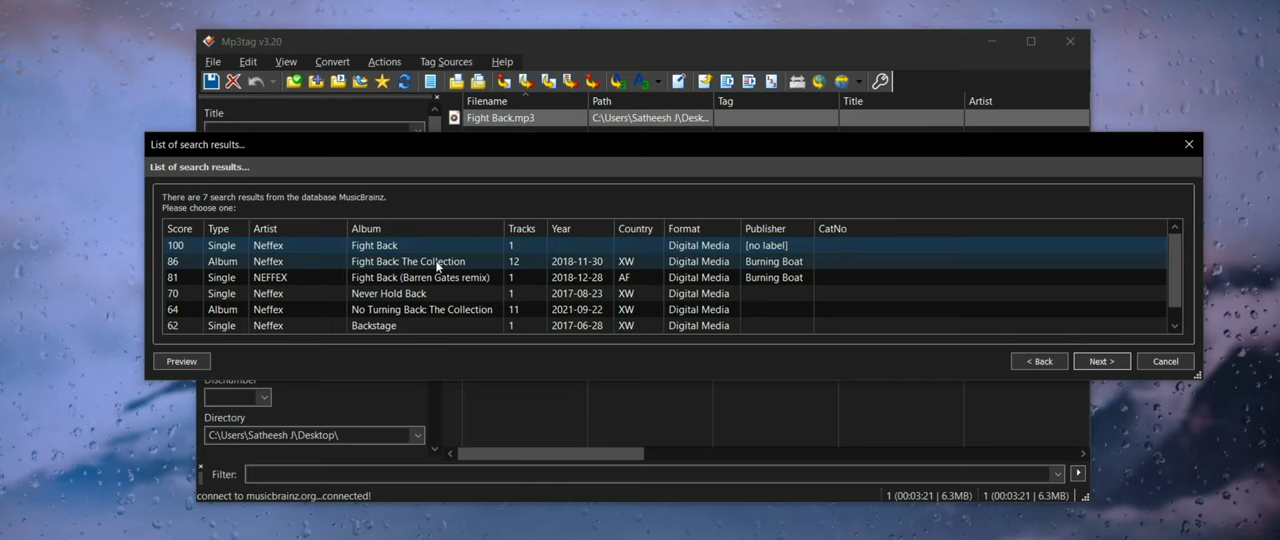 Mp3tag v3.20
File Edit View Convert Actions Tag Sources Help
Filename Path Tag Title Artist
Title
Fight Back.mp3 C:\Users\Satheesh J\Desk...
List of search results...
List of search results...
There are 7 search results from the database MusicBrainz.
Please choose one:
Score Type Artist Album Tracks Year Country Format Publisher CatNo
100 Single Neffex Fight Back 1 Digital Media [no label]
86 Album Neffex Fight Back: The Collection 12 2018-11-30 XW Digital Media Burning Boat
81 Single NEFFEX Fight Back (Barren Gates remix) 1 2018-12-28 AF Digital Media Burning Boat
70 Single Neffex Never Hold Back 1 2017-08-23 XW Digital Media
64 Album Neffex No Turning Back: The Collection 11 2021-09-22 XW Digital Media
62 Single Neffex Backstage 1 2017-06-28 XW Digital Media
Preview < Back Next > Cancel
Discnumber
Directory
C:\Users\Satheesh J\Desktop\
Filter:
connect to musicbrainz.org...connected! 1 (00:03:21 | 6.3MB) 1 (00:03:21 | 6.3MB)